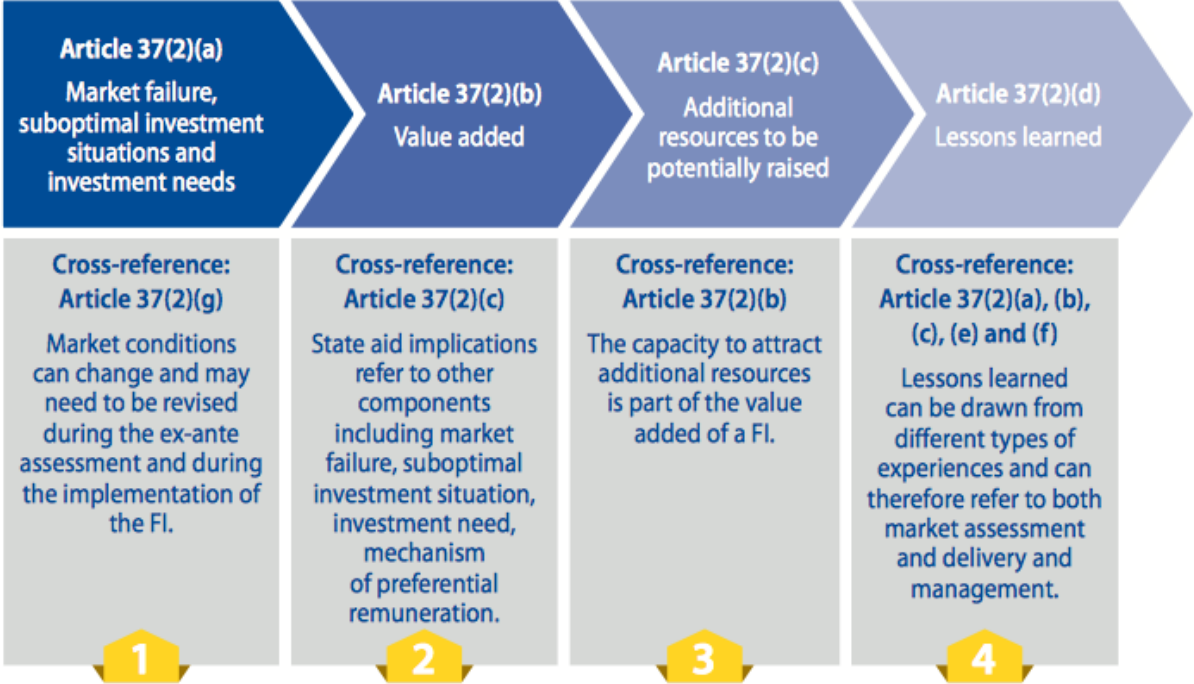 Article 37(2)(a)
Market failure,
suboptimal investment
situations and
investment needs
Article 37(2)(b)
Value added
Article 37(2)(c)
Additional
resources to be
potentially raised
Article 37(2)(d)
Lessons learned
Cross-reference:
Article 37(2)(g)
Market conditions
can change and may
need to be revised
during the ex-ante
assessment and during
the implementation of
the FI.
1
Cross-reference:
Article 37(2)(c)
State aid implications
refer to other
components
including market
failure, suboptimal
investment situation,
investment need,
mechanism
of preferential
remuneration.
2
Cross-reference:
Article 37(2)(b)
The capacity to attract
additional resources
is part of the value
added of a FI.
3
Cross-reference:
Article 37(2)(a), (b),
(c), (e) and (f)
Lessons learned
can be drawn from
different types of
experiences and can
therefore refer to both
market assessment
and delivery and
management.
4